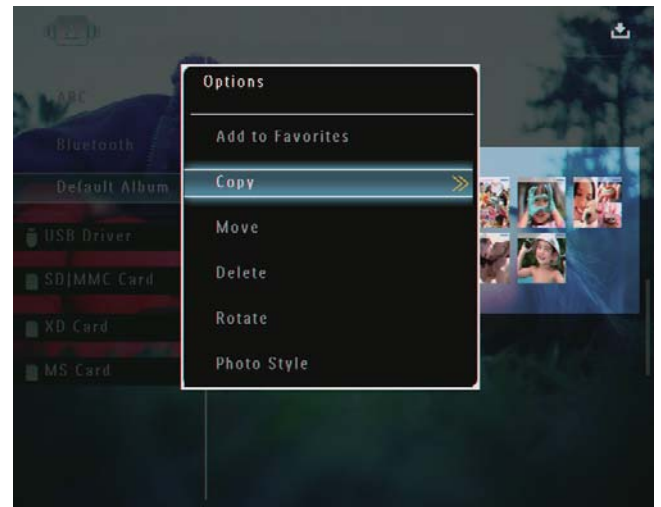 Options
Add to Favorites
Copy
Move
Delete
Rotate
Photo Style
ABC
Bluetooth
Default Album
USB Driver
SD|MMC Card
XD Card
MS Card